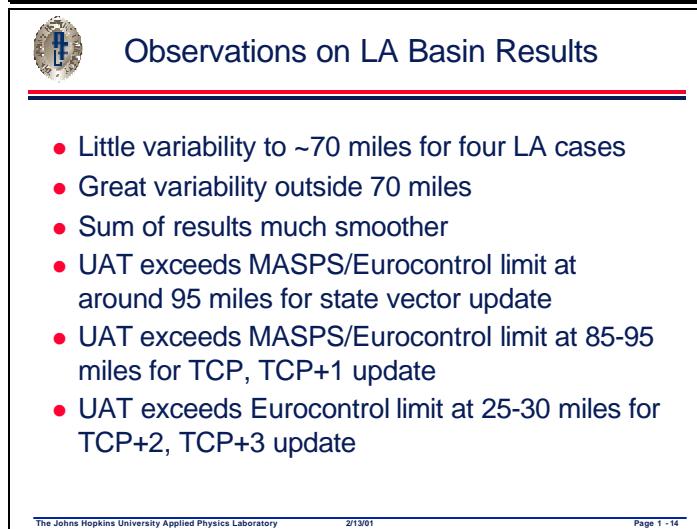 Observations on LA Basin Results
● Little variability to ~70 miles for four LA cases
● Great variability outside 70 miles
● Sum of results much smoother
● UAT exceeds MASPS/Eurocontrol limit at
around 95 miles for state vector update
● UAT exceeds MASPS/Eurocontrol limit at 85-95
miles for TCP, TCP+1 update
● UAT exceeds Eurocontrol limit at 25-30 miles for
TCP+2, TCP+3 update
The Johns Hopkins University Applied Physics Laboratory 2/13/01 Page 1 - 14